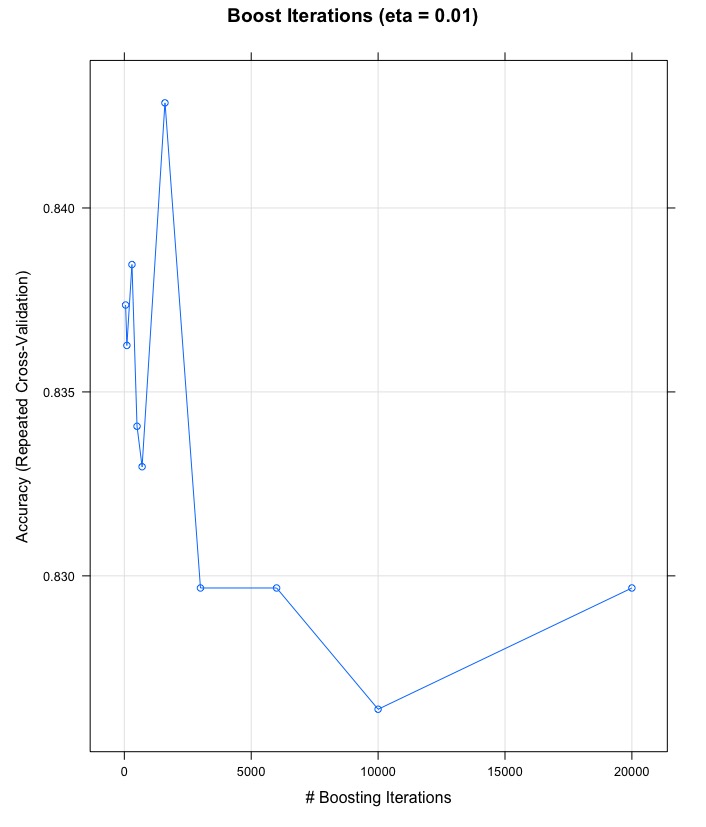 Boost Iterations (eta = 0.01)
Accuracy (Repeated Cross-Validation)
0.840
0.835
0.830
0 5000 10000 15000 20000
# Boosting Iterations